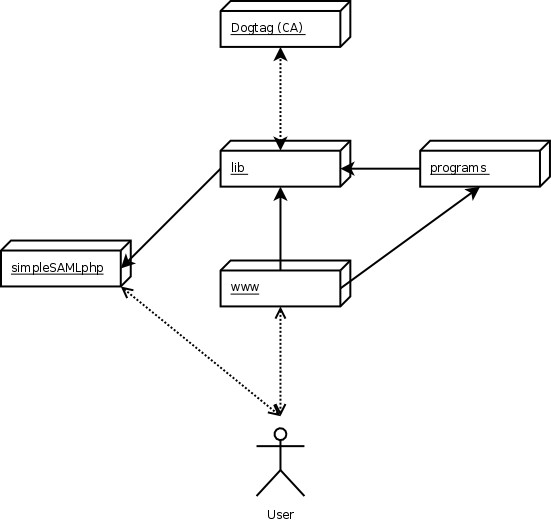 Dogtag (CA)
lib
programs
simpleSAMLphp
www
User